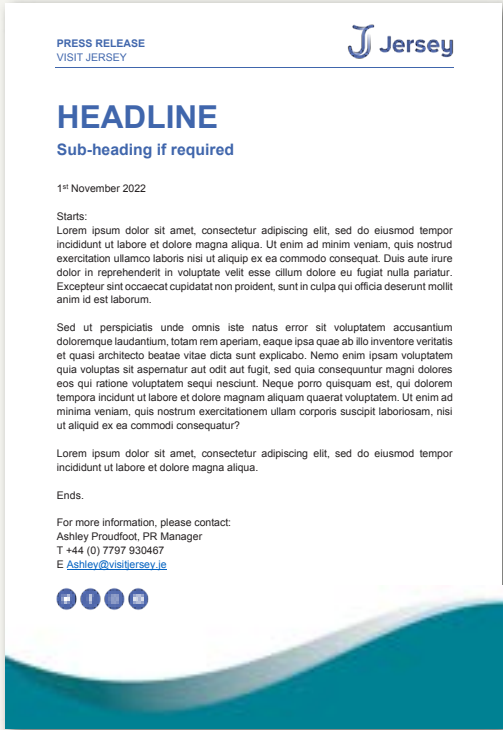 PRESS RELEASE
VISIT JERSEY
Jersey
HEADLINE
Sub-heading if required
1st November 2022
Starts:
Lorem ipsum dolor sit amet, consectetur adipiscing elit, sed do eiusmod tempor
incididunt ut labore et dolore magna aliqua. Ut enim ad minim veniam, quis nostrud
exercitation ullamco laboris nisi ut aliquip ex ea commodo consequat. Duis aute irure
dolor in reprehenderit in voluptate velit esse cillum dolore eu fugiat nulla pariatur.
Excepteur sint occaecat cupidatat non proident, sunt in culpa qui officia deserunt mollit
anim id est laborum.
Sed ut perspiciatis unde omnis iste natus error sit voluptatem accusantium
doloremque laudantium, totam rem aperiam, eaque ipsa quae ab illo inventore veritatis
et quasi architecto beatae vitae dicta sunt explicabo. Nemo enim ipsam voluptatem
quia voluptas sit aspernatur aut odit aut fugit, sed quia consequuntur magni dolores
eos qui ratione voluptatem sequi nesciunt. Neque porro quisquam est, qui dolorem
tempora incidunt ut labore et dolore magnam aliquam quaerat voluptatem. Ut enim ad
minima veniam, quis nostrum exercitationem ullam corporis suscipit laboriosam, nisi
ut aliquid ex ea commodi consequatur?
Lorem ipsum dolor sit amet, consectetur adipiscing elit, sed do eiusmod tempor
incididunt ut labore et dolore magna aliqua.
Ends.
For more information, please contact:
Ashley Proudfoot, PR Manager
T +44 (0) 7797 930467
E Ashley@visitjersey.je